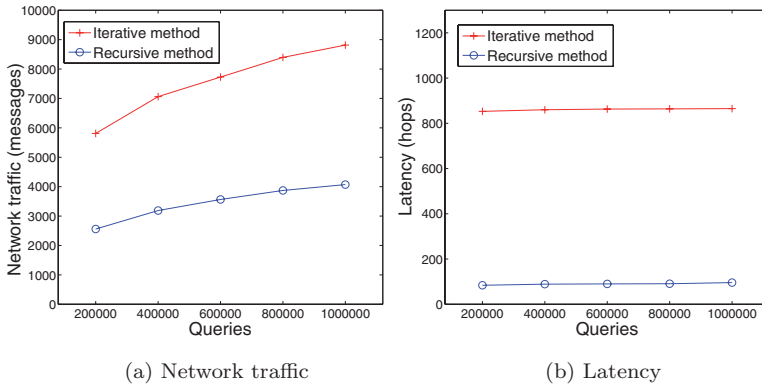 10000
9000
8000
7000
6000
5000
4000
3000
2000
1000
0
Network traffic (messages)
Iterative method
Recursive method
200000 400000 600000 800000 1000000
Queries
(a) Network traffic
1200
1000
800
600
400
200
0
Latency (hops)
Iterative method
Recursive method
200000 400000 600000 800000 1000000
Queries
(b) Latency